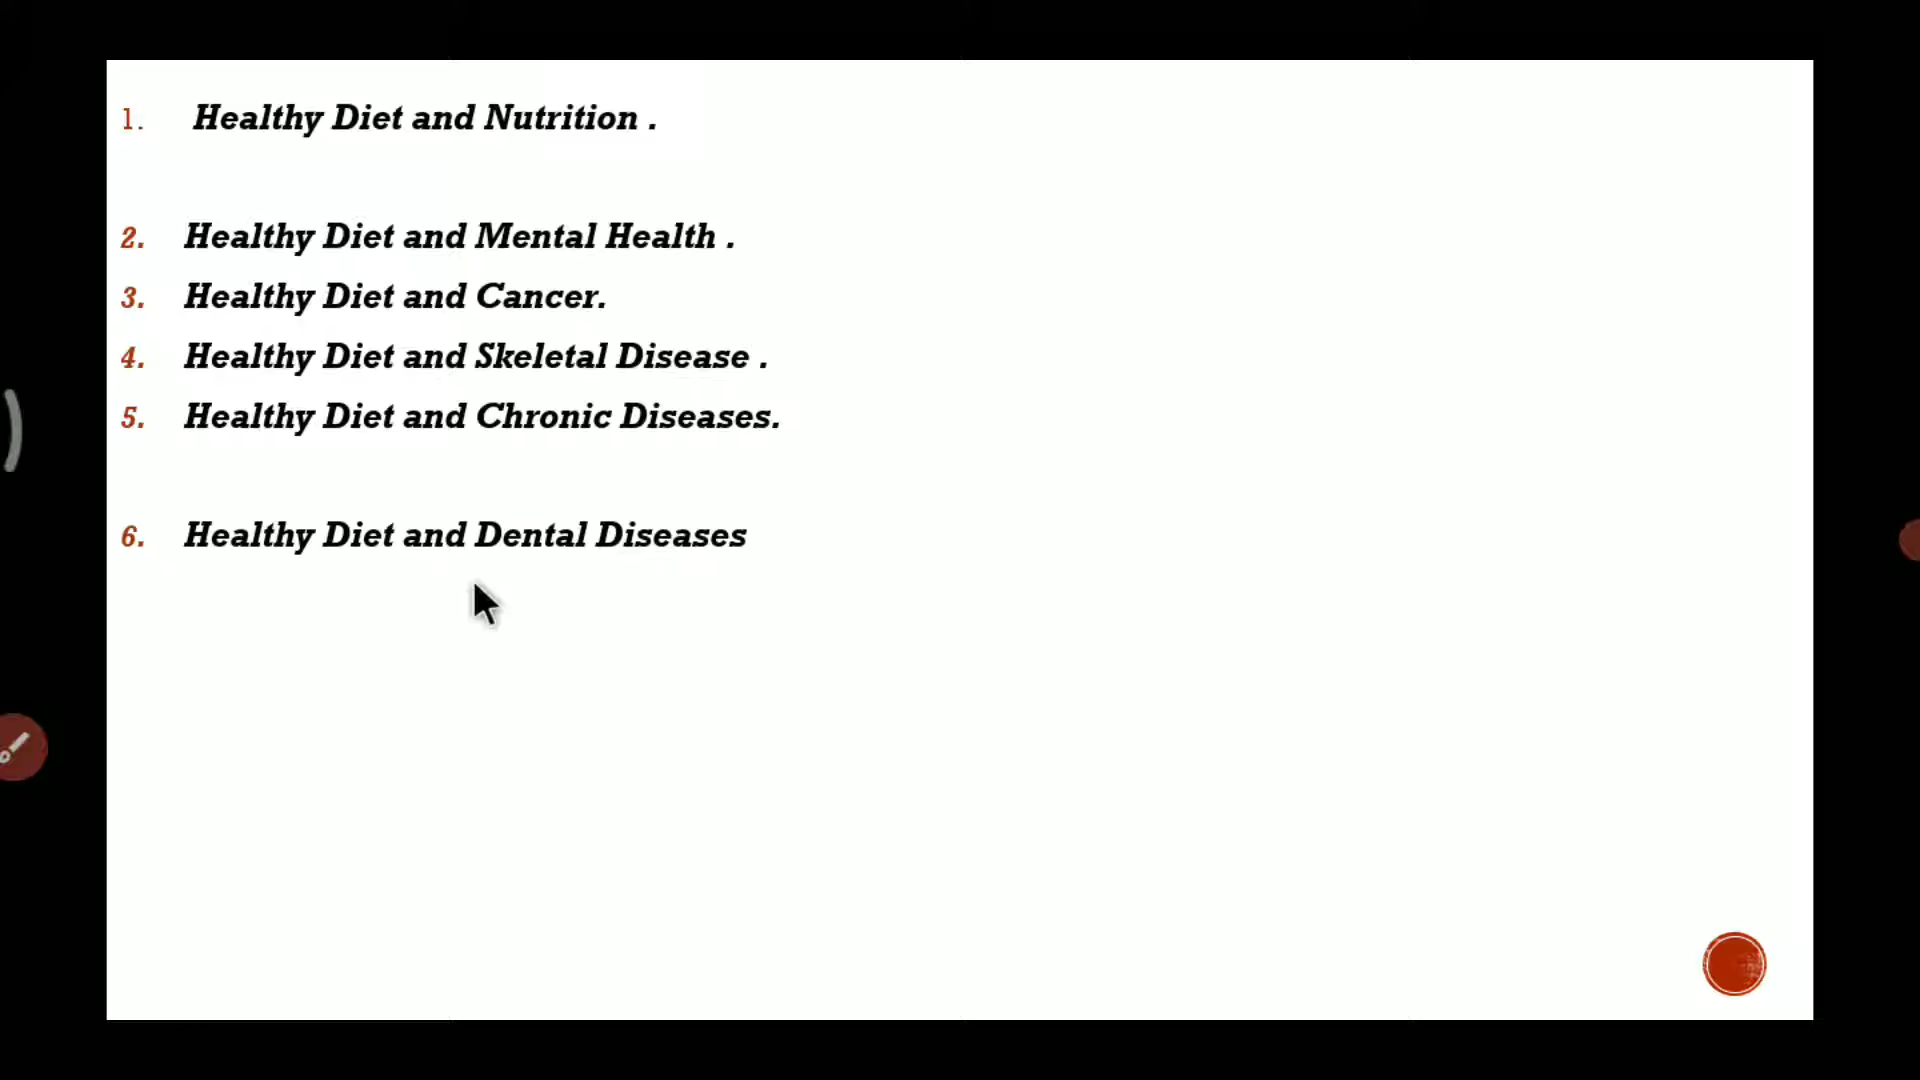 1. Healthy Diet and Nutrition .
2. Healthy Diet and Mental Health .
3. Healthy Diet and Cancer.
4. Healthy Diet and Skeletal Disease .
5. Healthy Diet and Chronic Diseases.
6. Healthy Diet and Dental Diseases